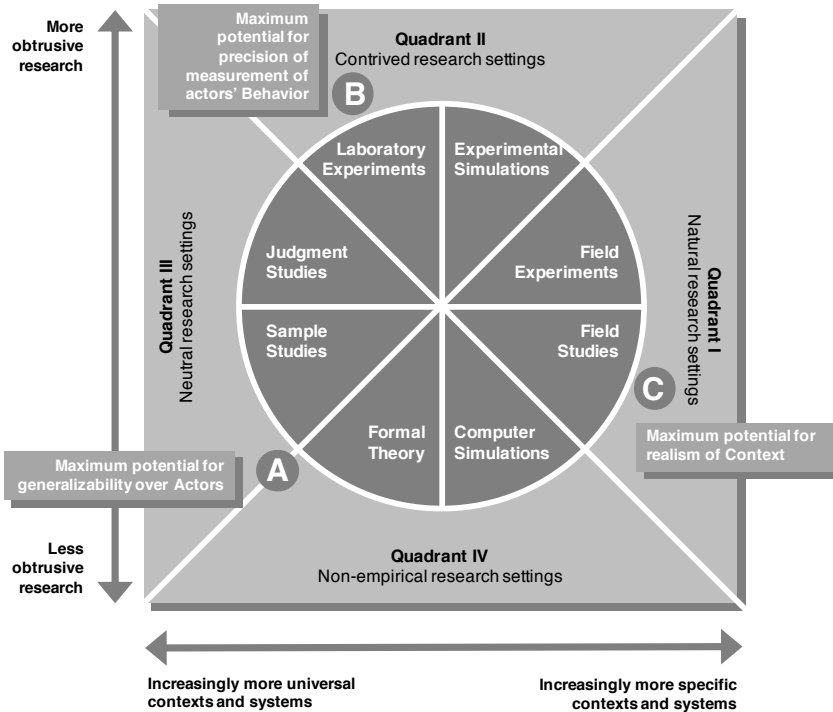 More
obtrusive
research
Maximum
potential for
precision of
measurement of
actors' Behavior
Quadrant II
Contrived research settings
B
Laboratory
Experiments
Experimental
Simulations
Judgment
Studies
Field
Experiments
Quadrant III
Neutral research settings
Quadrant I
Natural research settings
Sample
Studies
Field
Studies
C
Formal
Theory
Computer
Simulations
Maximum potential for
realism of Context
Maximum potential for
generalizability over Actors
A
Less
obtrusive
research
Quadrant IV
Non-empirical research settings
Increasingly more universal
contexts and systems
Increasingly more specific
contexts and systems